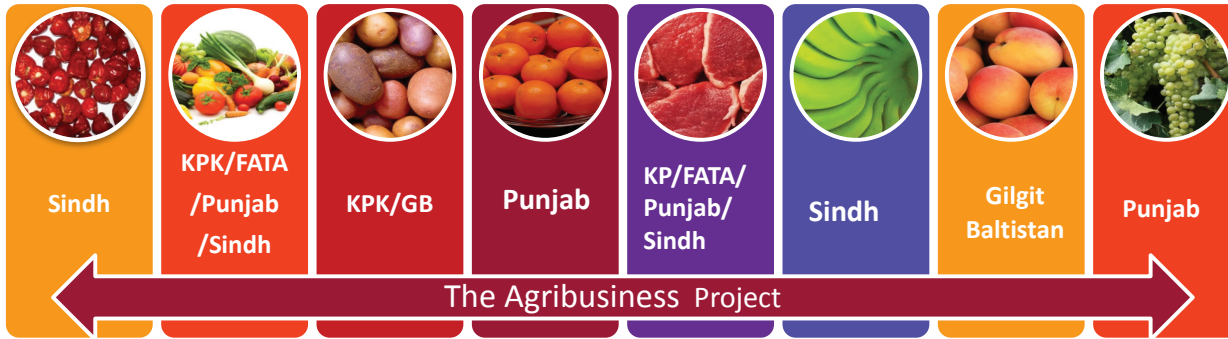 Sindh
KPK/FATA
/Punjab
/Sindh
KPK/GB
Punjab
KP/FATA/
Punjab/
Sindh
Sindh
Gilgit
Baltistan
Punjab
The Agribusiness Project